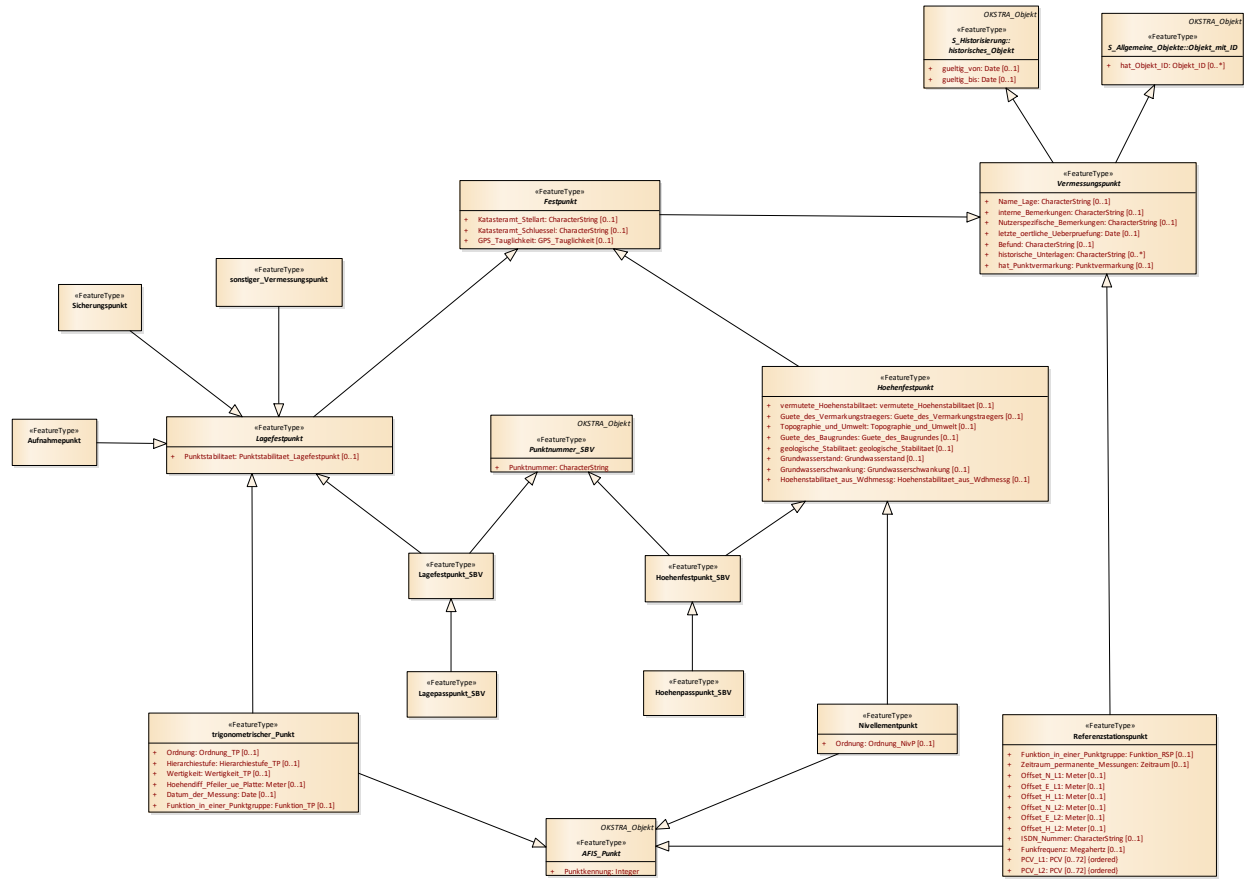 OKSTRA_Objekt
«FeatureType»
S_Historisierung::
historisches_Objekt
+ gueltig_von: Date [0..1]
+ gueltig_bis: Date [0..1]
OKSTRA_Objekt
«FeatureType»
S_Allgemeine_Objekte::Objekt_mit_ID
+ hat_Objekt_ID: Objekt_ID [0..*]
«FeatureType»
Vermessungspunkt
+ Name_Lage: CharacterString [0..1]
+ interne_Bemerkungen: CharacterString [0..1]
+ Nutzerspezifische_Bemerkungen: CharacterString [0..1]
+ letzte_oertliche_Ueberpruefung: Date [0..1]
+ Befund: CharacterString [0..1]
+ historische_Unterlagen: CharacterString [0..*]
+ hat_Punktvermarkung: Punktvermarkung [0..1]
«FeatureType»
Festpunkt
+ Katasteramt_Stellart: CharacterString [0..1]
+ Katasteramt_Schluessel: CharacterString [0..1]
+ GPS_Tauglichkeit: GPS_Tauglichkeit [0..1]
«FeatureType»
sonstiger_Vermessungspunkt
«FeatureType»
Sicherungspunkt
«FeatureType»
Aufnahmepunkt
«FeatureType»
Lagefestpunkt
+ Punktstabilitaet: Punktstabilitaet_Lagefestpunkt [0..1]
OKSTRA_Objekt
«FeatureType»
Punktnummer_SBV
+ Punktnummer: CharacterString
«FeatureType»
Hoehenfestpunkt
+ vermutete_Hoehenstabilitaet: vermutete_Hoehenstabilitaet [0..1]
+ Guete_des_Vermarkungstraegers: Guete_des_Vermarkungstraegers [0..1]
+ Topographie_und_Umwelt: Topographie_und_Umwelt [0..1]
+ Guete_des_Baugrundes: Guete_des_Baugrundes [0..1]
+ geologische_Stabilitaet: geologische_Stabilitaet [0..1]
+ Grundwasserstand: Grundwasserstand [0..1]
+ Grundwasserschwankung: Grundwasserschwankung [0..1]
+ Hoehenstabilitaet_aus_Wdhmessg: Hoehenstabilitaet_aus_Wdhmessg [0..1]
«FeatureType»
Lagefestpunkt_SBV
«FeatureType»
Hoehenfestpunkt_SBV
«FeatureType»
Lagepasspunkt_SBV
«FeatureType»
Hoehenpasspunkt_SBV
«FeatureType»
trigonometrischer_Punkt
+ Ordnung: Ordnung_TP [0..1]
+ Hierarchiestufe: Hierarchiestufe_TP [0..1]
+ Wertigkeit: Wertigkeit_TP [0..1]
+ Hoehendiff_Pfeiler_ue_Platte: Meter [0..1]
+ Datum_der_Messung: Date [0..1]
+ Funktion_in_einer_Punktgruppe: Funktion_TP [0..1]
«FeatureType»
Nivellementpunkt
+ Ordnung: Ordnung_NivP [0..1]
«FeatureType»
Referenzstationspunkt
+ Funktion_in_einer_Punktgruppe: Funktion_RSP [0..1]
+ Zeitraum_permanente_Messungen: Zeitraum [0..1]
+ Offset_N_L1: Meter [0..1]
+ Offset_E_L1: Meter [0..1]
+ Offset_H_L1: Meter [0..1]
+ Offset_N_L2: Meter [0..1]
+ Offset_E_L2: Meter [0..1]
+ Offset_H_L2: Meter [0..1]
+ ISDN_Nummer: CharacterString [0..1]
+ Funkfrequenz: Megahertz [0..1]
+ PCV_L1: PCV [0..72] {ordered}
+ PCV_L2: PCV [0..72] {ordered}
OKSTRA_Objekt
«FeatureType»
AFIS_Punkt
+ Punktkennung: Integer